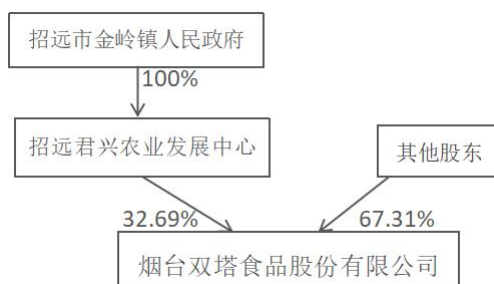 招远市金岭镇人民政府
100%
招远君兴农业发展中心
其他股东
32.69%
67.31%
烟台双塔食品股份有限公司